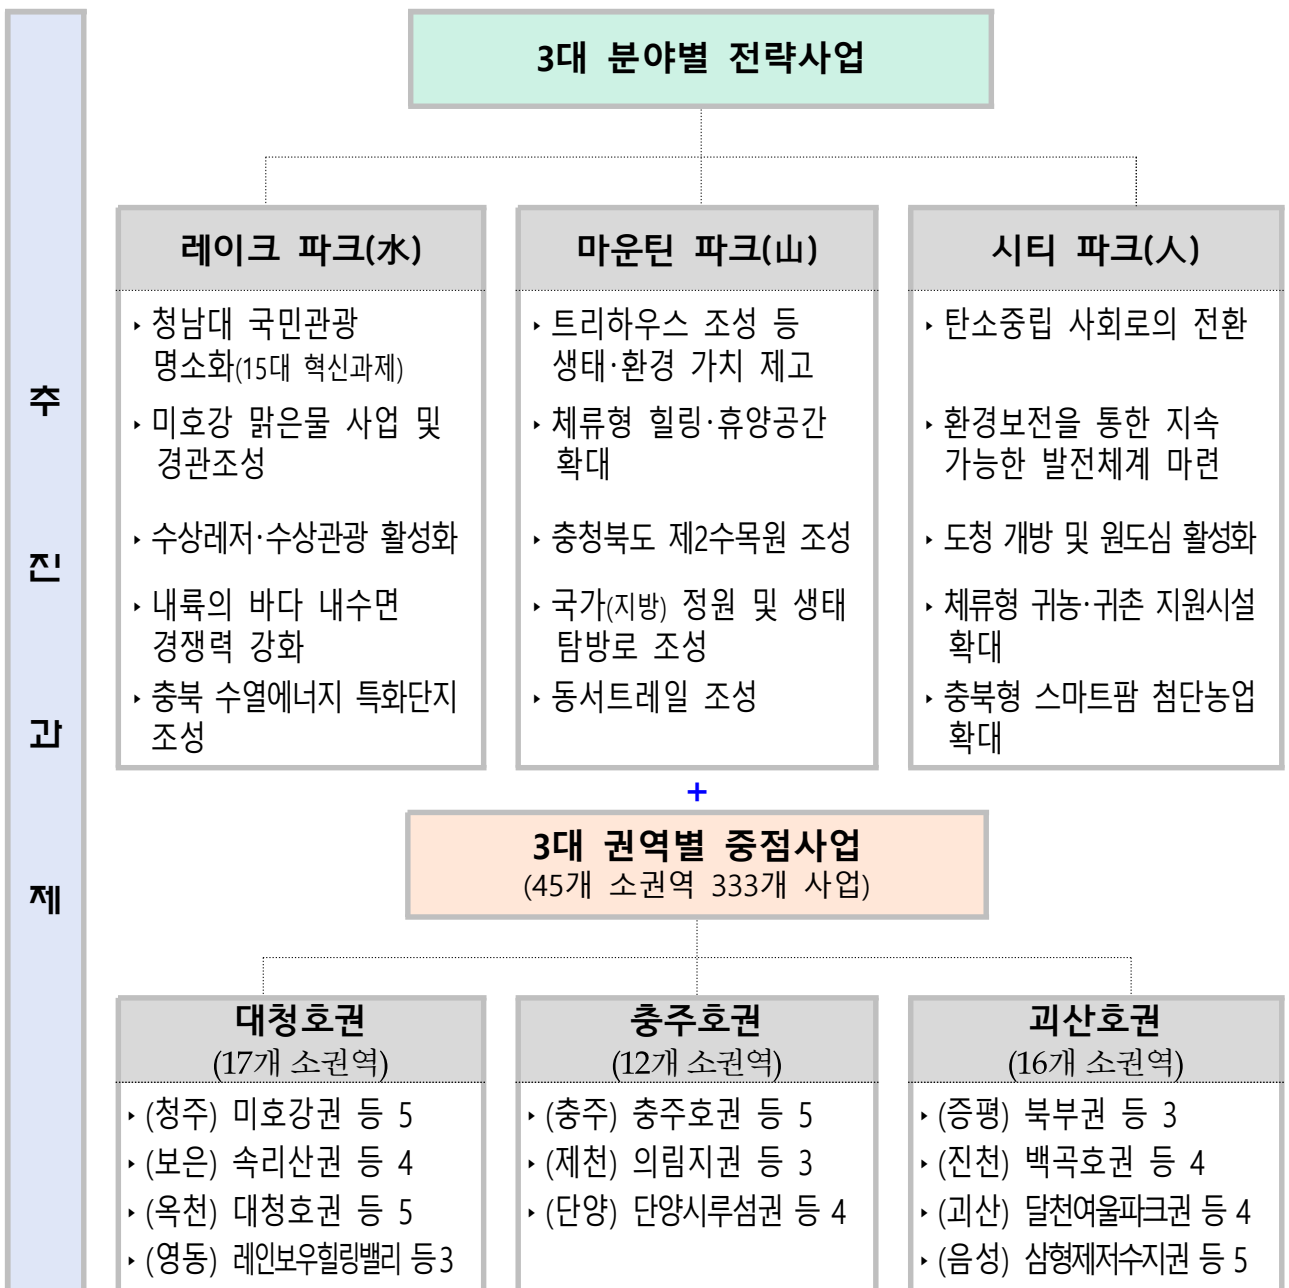 추
진
과
제
3대 분야별 전략사업
레이크 파크(水)
‣ 청남대 국민관광
명소화(15대 혁신과제)
‣ 미호강 맑은물 사업 및
경관조성
‣ 수상레저·수상관광 활성화
‣ 내륙의 바다 내수면
경쟁력 강화
‣ 충북 수열에너지 특화단지
조성
마운틴 파크(山)
‣ 트리하우스 조성 등
생태·환경 가치 제고
‣ 체류형 힐링·휴양공간
확대
‣ 충청북도 제2수목원 조성
‣ 국가(지방) 정원 및 생태
탐방로 조성
‣ 동서트레일 조성
시티 파크(人)
‣ 탄소중립 사회로의 전환
‣ 환경보전을 통한 지속
가능한 발전체계 마련
‣ 도청 개방 및 원도심 활성화
‣ 체류형 귀농·귀촌 지원시설
확대
‣ 충북형 스마트팜 첨단농업
확대
+
3대 권역별 중점사업
(45개 소권역 333개 사업)
대청호권
(17개 소권역)
‣ (청주) 미호강권 등 5
‣ (보은) 속리산권 등 4
‣ (옥천) 대청호권 등 5
‣ (영동) 레인보우힐링밸리 등3
충주호권
(12개 소권역)
‣ (충주) 충주호권 등 5
‣ (제천) 의림지권 등 3
‣ (단양) 단양시루섬권 등 4
괴산호권
(16개 소권역)
‣ (증평) 북부권 등 3
‣ (진천) 백곡호권 등 4
‣ (괴산) 달천여울파크권 등 4
‣ (음성) 삼형제저수지권 등 5